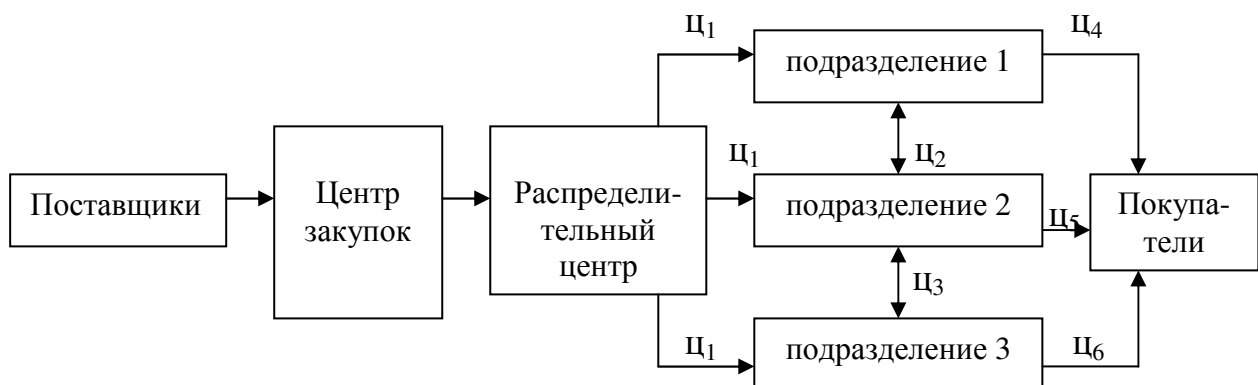 ц₁
подразделение 1
ц₄
ц₁
ц₂
Поставщики
Центр
закупок
Распредели-
тельный
центр
подразделение 2
ц₅
Покупа-
тели
ц₃
ц₁
подразделение 3
ц₆